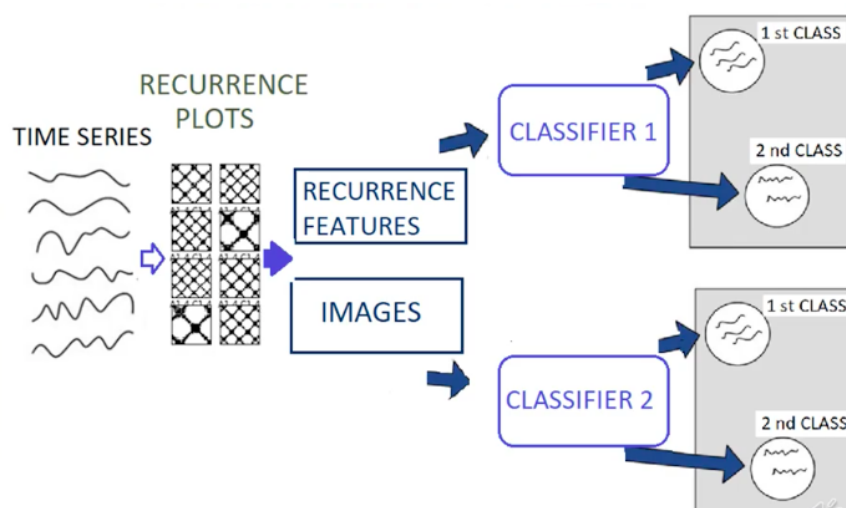 TIME SERIES
RECURRENCE
PLOTS
RECURRENCE
FEATURES
IMAGES
CLASSIFIER 1
1 st CLASS
2 nd CLASS
CLASSIFIER 2
1 st CLASS
2 nd CLASS